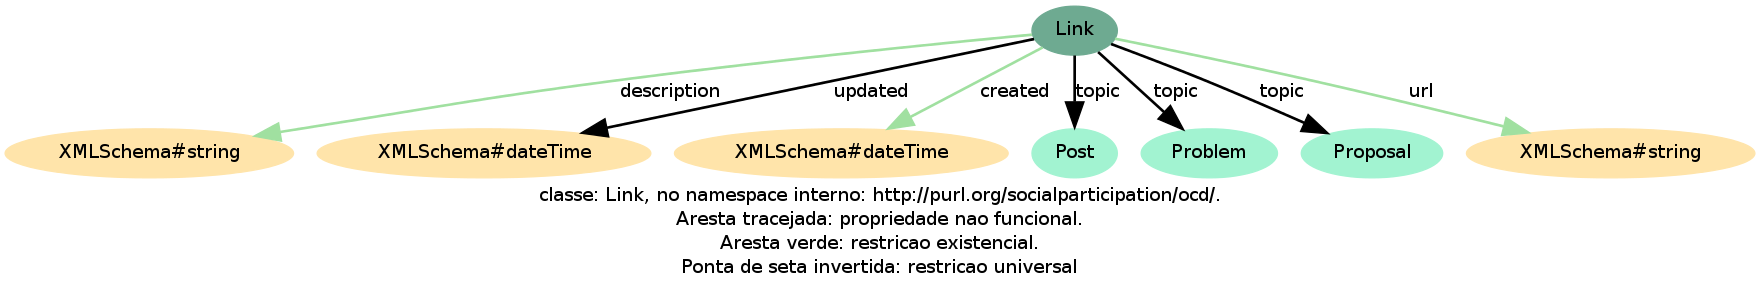 Link
description
updated
created
topic
topic
topic
url
XMLSchema#string
XMLSchema#dateTime
XMLSchema#dateTime
Post
Problem
Proposal
XMLSchema#string
classe: Link, no namespace interno: http://purl.org/socialparticipation/ocd/.
Aresta tracejada: propriedade nao funcional.
Aresta verde: restricao existencial.
Ponta de seta invertida: restricao universal